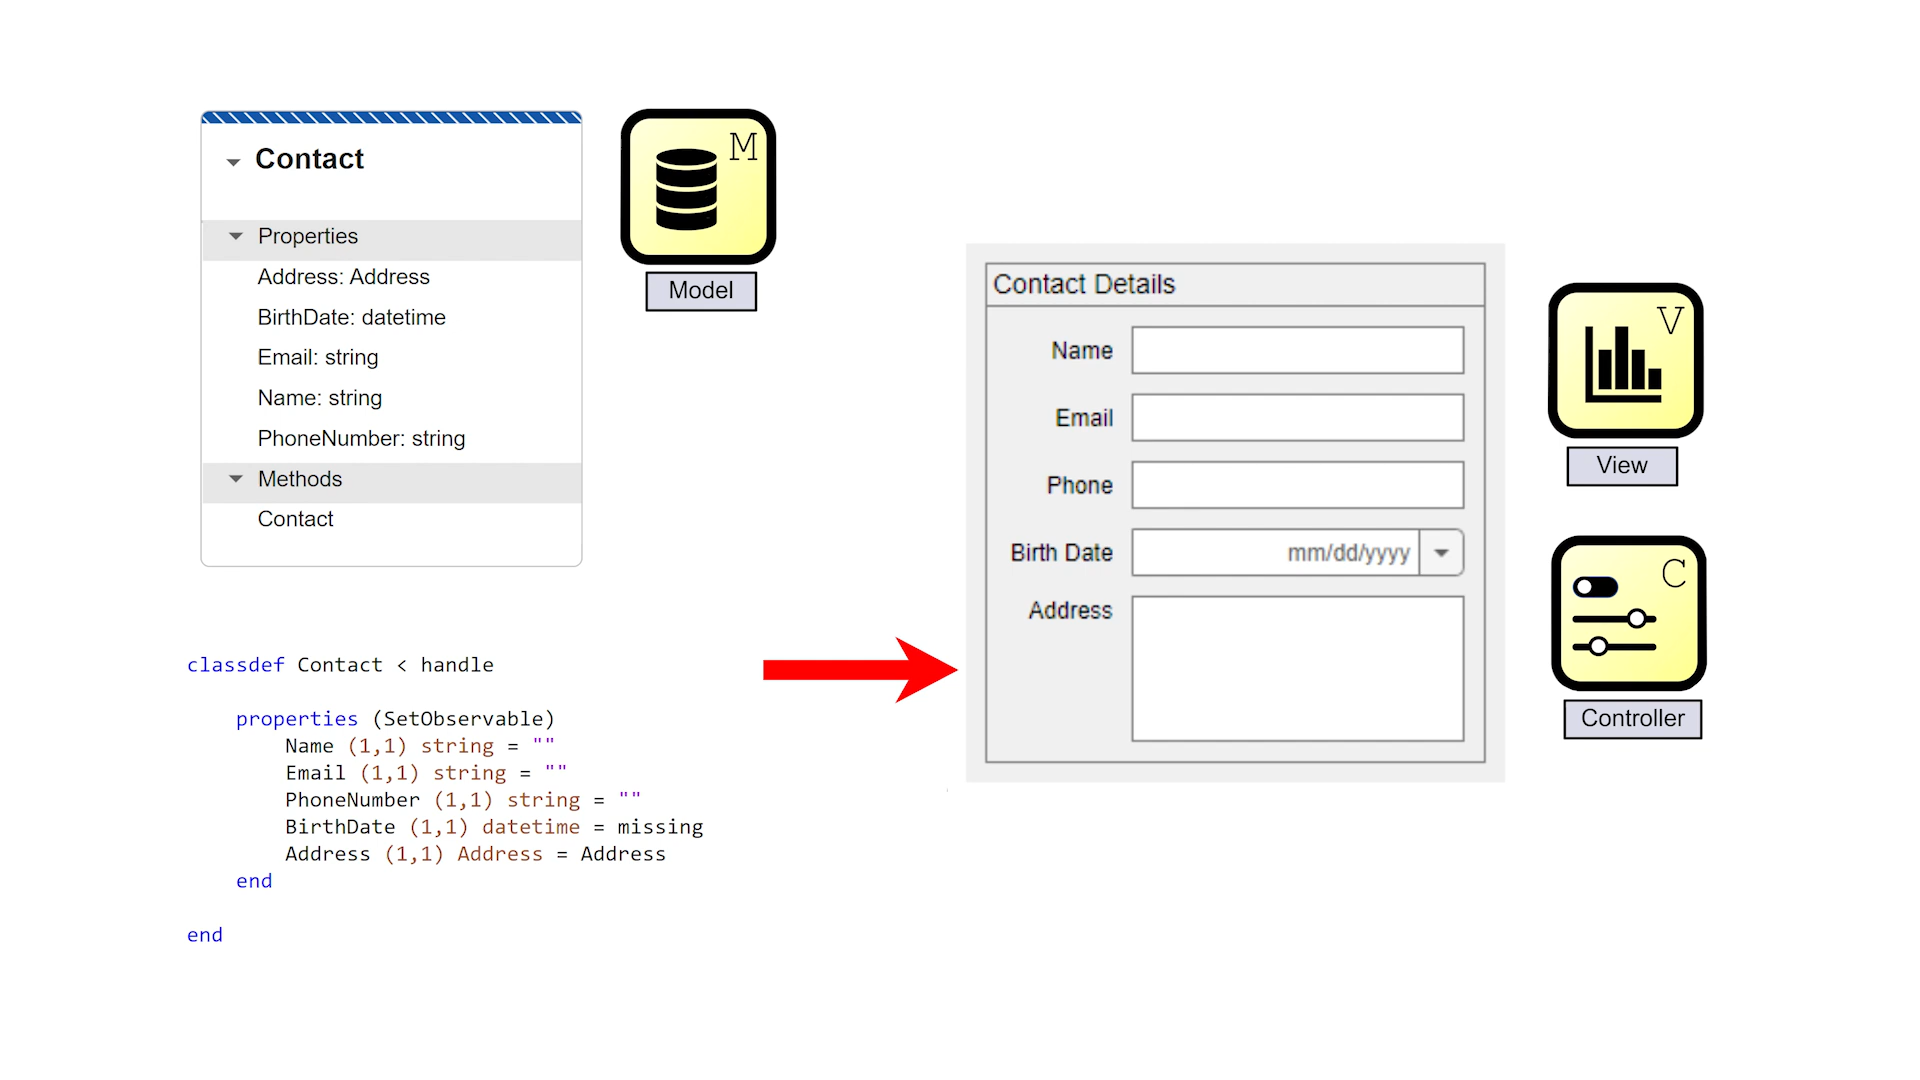 Contact
Properties
Address: Address
BirthDate: datetime
Email: string
Name: string
PhoneNumber: string
Methods
Contact
M
Model
classdef Contact < handle
properties (SetObservable)
Name (1,1) string = ""
Email (1,1) string = ""
PhoneNumber (1,1) string = ""
BirthDate (1,1) datetime = missing
Address (1,1) Address = Address
end
end
Contact Details
Name
Email
Phone
Birth Date mm/dd/yyyy
Address
V
View
C
Controller